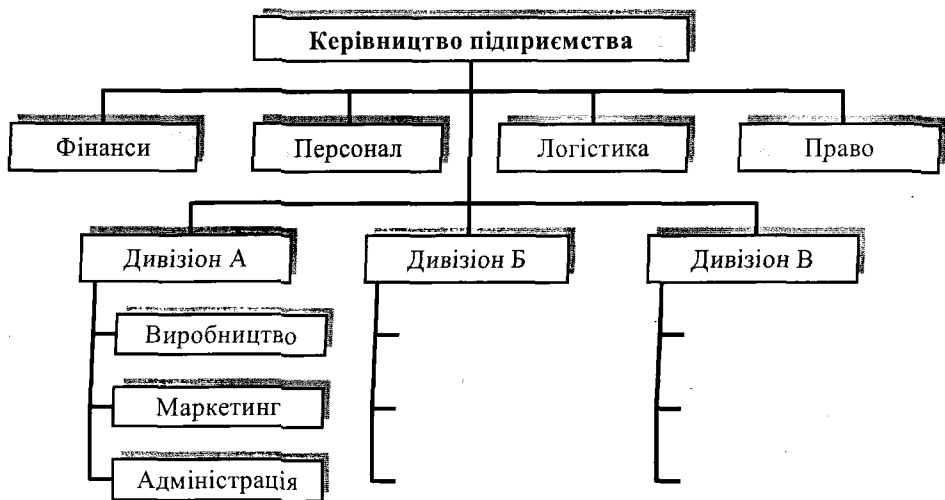 Керівництво підприємства
Фінанси
Персонал
Логістика
Право
Дивізіон А
Дивізіон Б
Дивізіон В
Виробництво
Маркетинг
Адміністрація